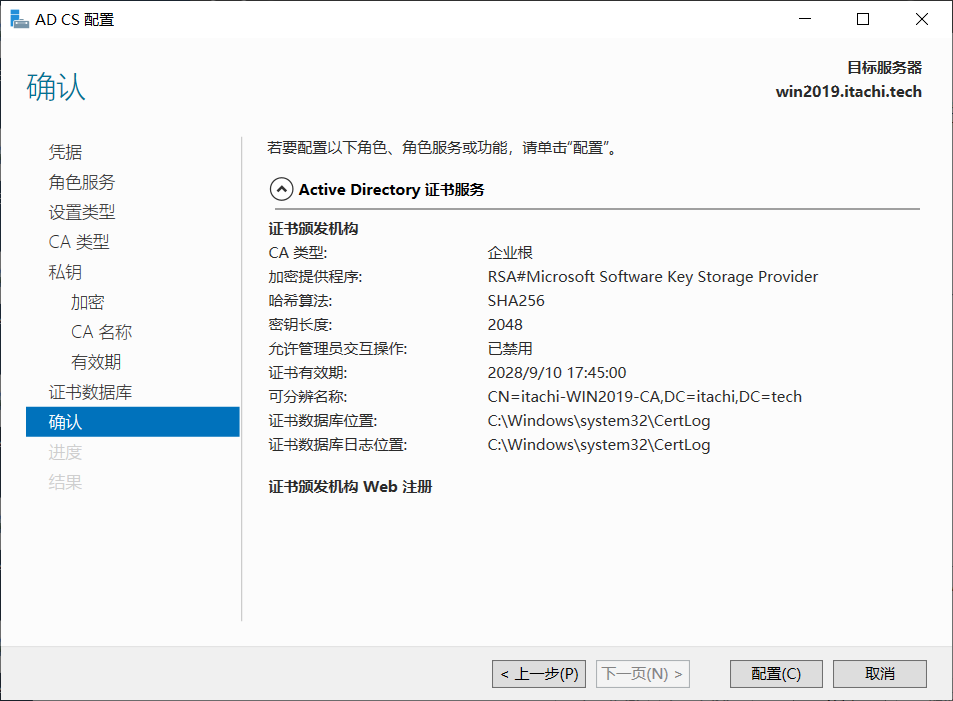 AD CS 配置
确认
目标服务器
win2019.itachi.tech
凭据
角色服务
设置类型
CA 类型
私钥
加密
CA 名称
有效期
证书数据库
确认
进度
结果
若要配置以下角色、角色服务或功能，请单击“配置”。
Active Directory 证书服务
证书颁发机构
CA 类型: 企业根
加密提供程序: RSA#Microsoft Software Key Storage Provider
哈希算法: SHA256
密钥长度: 2048
允许管理员交互操作: 已禁用
证书有效期: 2028/9/10 17:45:00
可分辨名称: CN=itachi-WIN2019-CA,DC=itachi,DC=tech
证书数据库位置: C:\Windows\system32\CertLog
证书数据库日志位置: C:\Windows\system32\CertLog
证书颁发机构 Web 注册
< 上一步(P) 下一页(N) > 配置(C) 取消